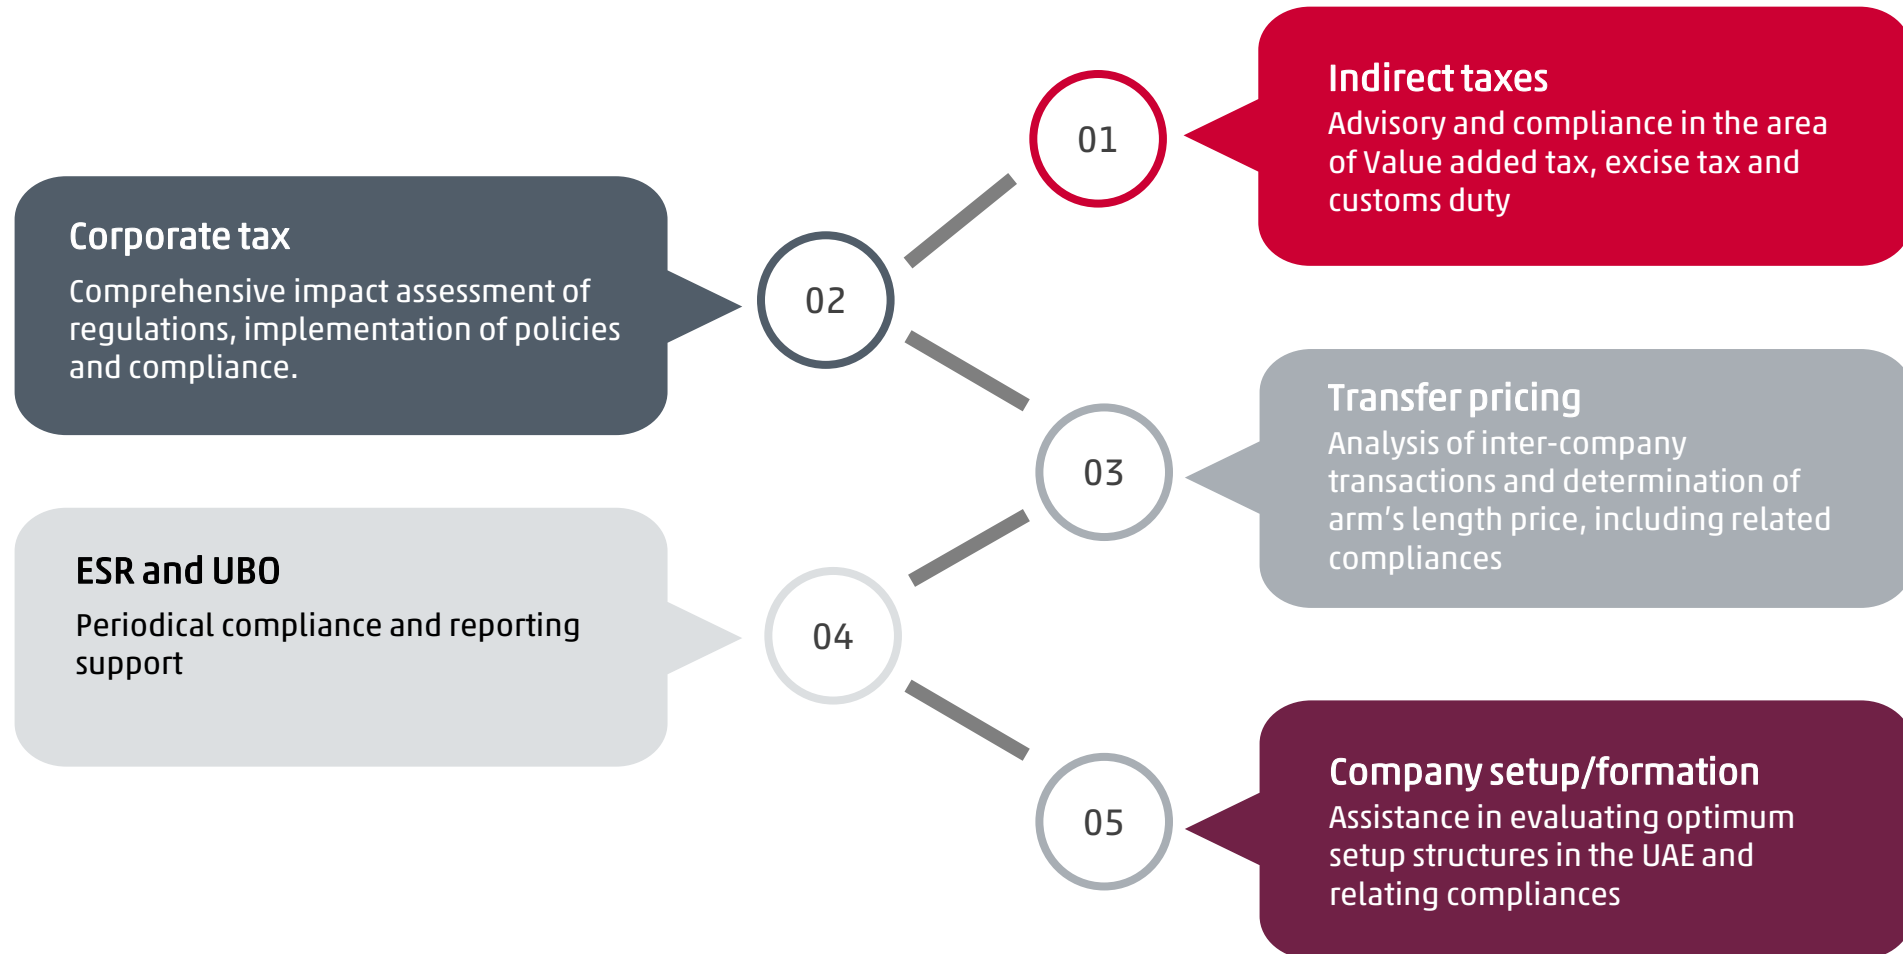 01
Indirect taxes
Advisory and compliance in the area
of Value added tax, excise tax and
customs duty
Corporate tax
Comprehensive impact assessment of
regulations, implementation of policies
and compliance.
02
03
Transfer pricing
Analysis of inter-company
transactions and determination of
arm's length price, including related
compliances
ESR and UBO
Periodical compliance and reporting
support
04
05
Company setup/formation
Assistance in evaluating optimum
setup structures in the UAE and
relating compliances